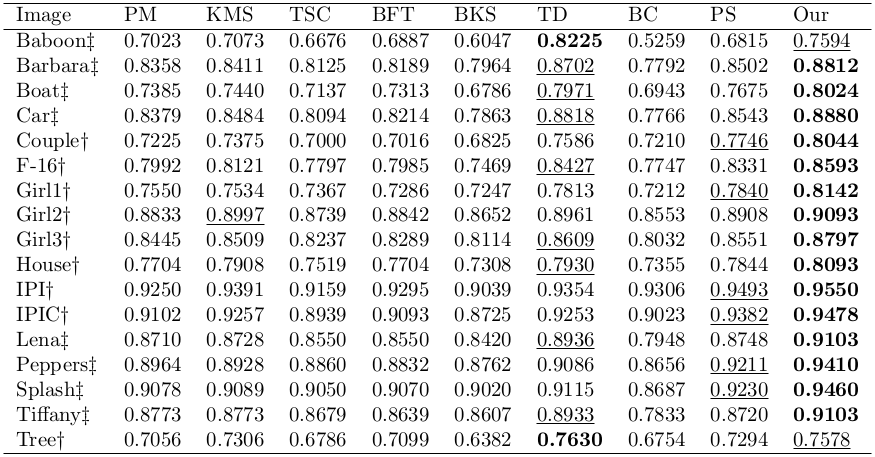 Image PM KMS TSC BFT BKS TD BC PS Our
Baboon‡ 0.7023 0.7073 0.6676 0.6887 0.6047 0.8225 0.5259 0.6815 0.7594
Barbara‡ 0.8358 0.8411 0.8125 0.8189 0.7964 0.8702 0.7792 0.8502 0.8812
Boat‡ 0.7385 0.7440 0.7137 0.7313 0.6786 0.7971 0.6943 0.7675 0.8024
Car‡ 0.8379 0.8484 0.8094 0.8214 0.7863 0.8818 0.7766 0.8543 0.8880
Couple† 0.7225 0.7375 0.7000 0.7016 0.6825 0.7586 0.7210 0.7746 0.8044
F-16† 0.7992 0.8121 0.7797 0.7985 0.7469 0.8427 0.7747 0.8331 0.8593
Girl1† 0.7550 0.7534 0.7367 0.7286 0.7247 0.7813 0.7212 0.7840 0.8142
Girl2† 0.8833 0.8997 0.8739 0.8842 0.8652 0.8961 0.8553 0.8908 0.9093
Girl3† 0.8445 0.8509 0.8237 0.8289 0.8114 0.8609 0.8032 0.8551 0.8797
House† 0.7704 0.7908 0.7519 0.7704 0.7308 0.7930 0.7355 0.7844 0.8093
IPI† 0.9250 0.9391 0.9159 0.9295 0.9039 0.9354 0.9306 0.9493 0.9550
IPIC† 0.9102 0.9257 0.8939 0.9093 0.8725 0.9253 0.9023 0.9382 0.9478
Lena‡ 0.8710 0.8728 0.8550 0.8550 0.8420 0.8936 0.7948 0.8748 0.9103
Peppers‡ 0.8964 0.8928 0.8860 0.8832 0.8762 0.9086 0.8656 0.9211 0.9410
Splash‡ 0.9078 0.9089 0.9050 0.9070 0.9020 0.9115 0.8687 0.9230 0.9460
Tiffany‡ 0.8773 0.8773 0.8679 0.8639 0.8607 0.8933 0.7833 0.8720 0.9103
Tree† 0.7056 0.7306 0.6786 0.7099 0.6382 0.7630 0.6754 0.7294 0.7578